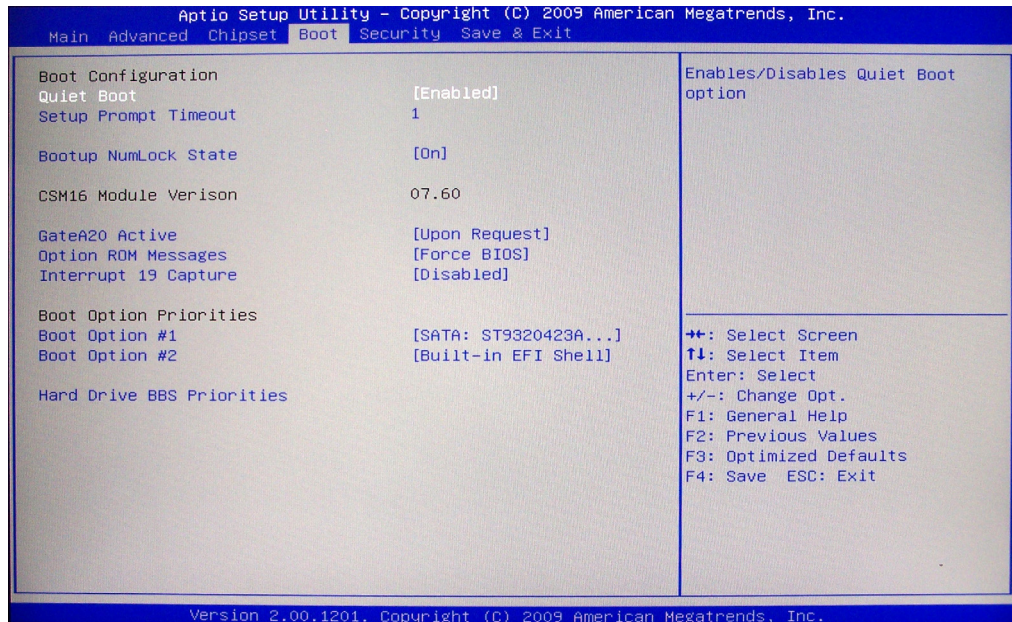 Aptio Setup Utility – Copyright (C) 2009 American Megatrends, Inc.
Main Advanced Chipset Boot Security Save & Exit
Boot Configuration
Quiet Boot [Enabled]
Setup Prompt Timeout 1
Bootup NumLock State [On]
CSM16 Module Verison 07.60
GateA20 Active [Upon Request]
Option ROM Messages [Force BIOS]
Interrupt 19 Capture [Disabled]
Boot Option Priorities
Boot Option #1 [SATA: ST9320423A...]
Boot Option #2 [Built-in EFI Shell]
Hard Drive BBS Priorities
Enables/Disables Quiet Boot
option
→←: Select Screen
↑↓: Select Item
Enter: Select
+/-: Change Opt.
F1: General Help
F2: Previous Values
F3: Optimized Defaults
F4: Save ESC: Exit
Version 2.00.1201. Copyright (C) 2009 American Megatrends, Inc.